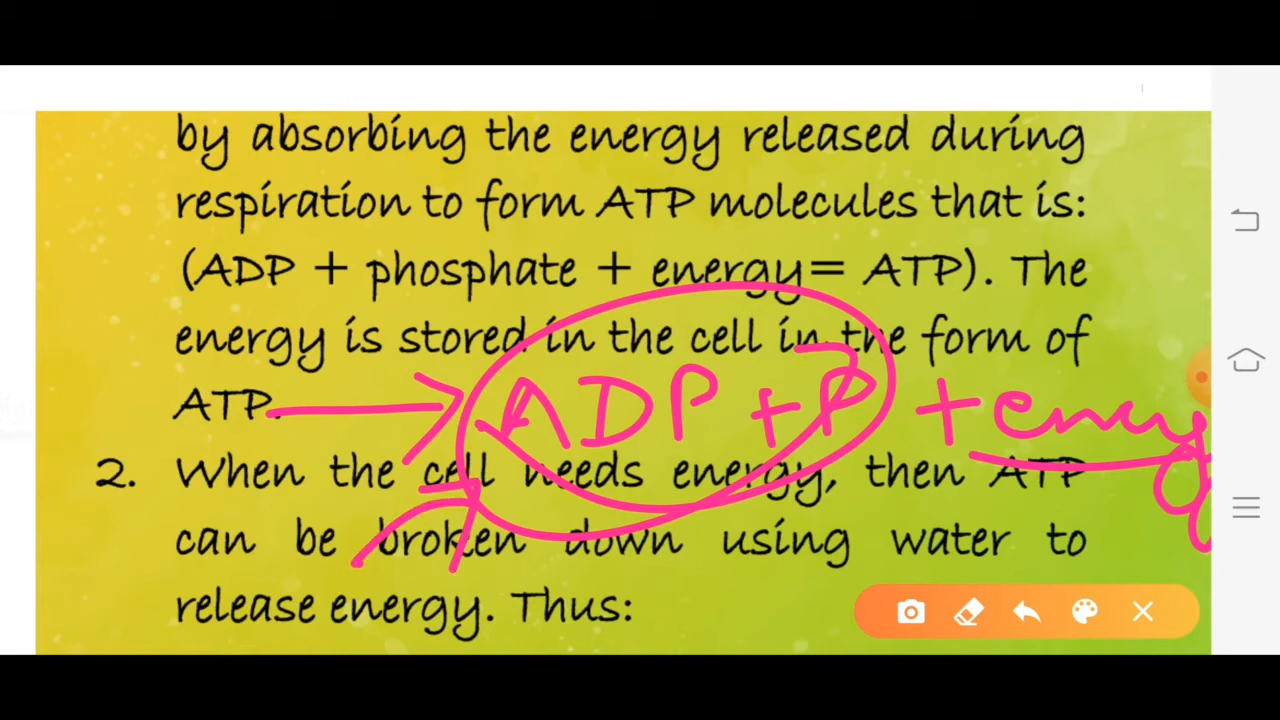 by absorbing the energy released during
respiration to form ATP molecules that is:
(ADP + phosphate + energy= ATP). The
energy is stored in the cell in the form of
ATP.
ADP + P + energy
2. When the cell needs energy, then ATP
can be broken down using water to
release energy. Thus: